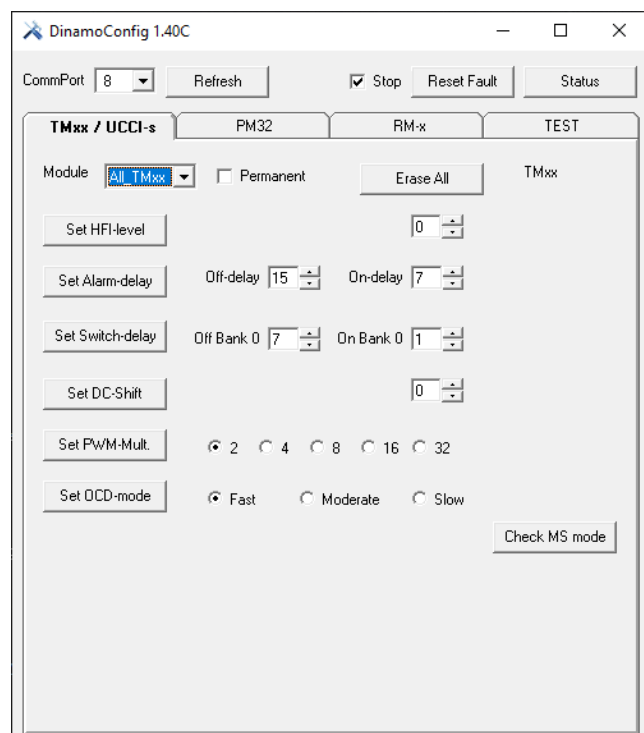 DinamoConfig 1.40C
CommPort 8 Refresh Stop Reset Fault Status
TMxx / UCCI-s PM32 RM-x TEST
Module All_TMxx Permanent Erase All TMxx
Set HFI-level 0
Set Alarm-delay Off-delay 15 On-delay 7
Set Switch-delay Off Bank 0 7 On Bank 0 1
Set DC-Shift 0
Set PWM-Mult. 2 4 8 16 32
Set OCD-mode Fast Moderate Slow
Check MS mode